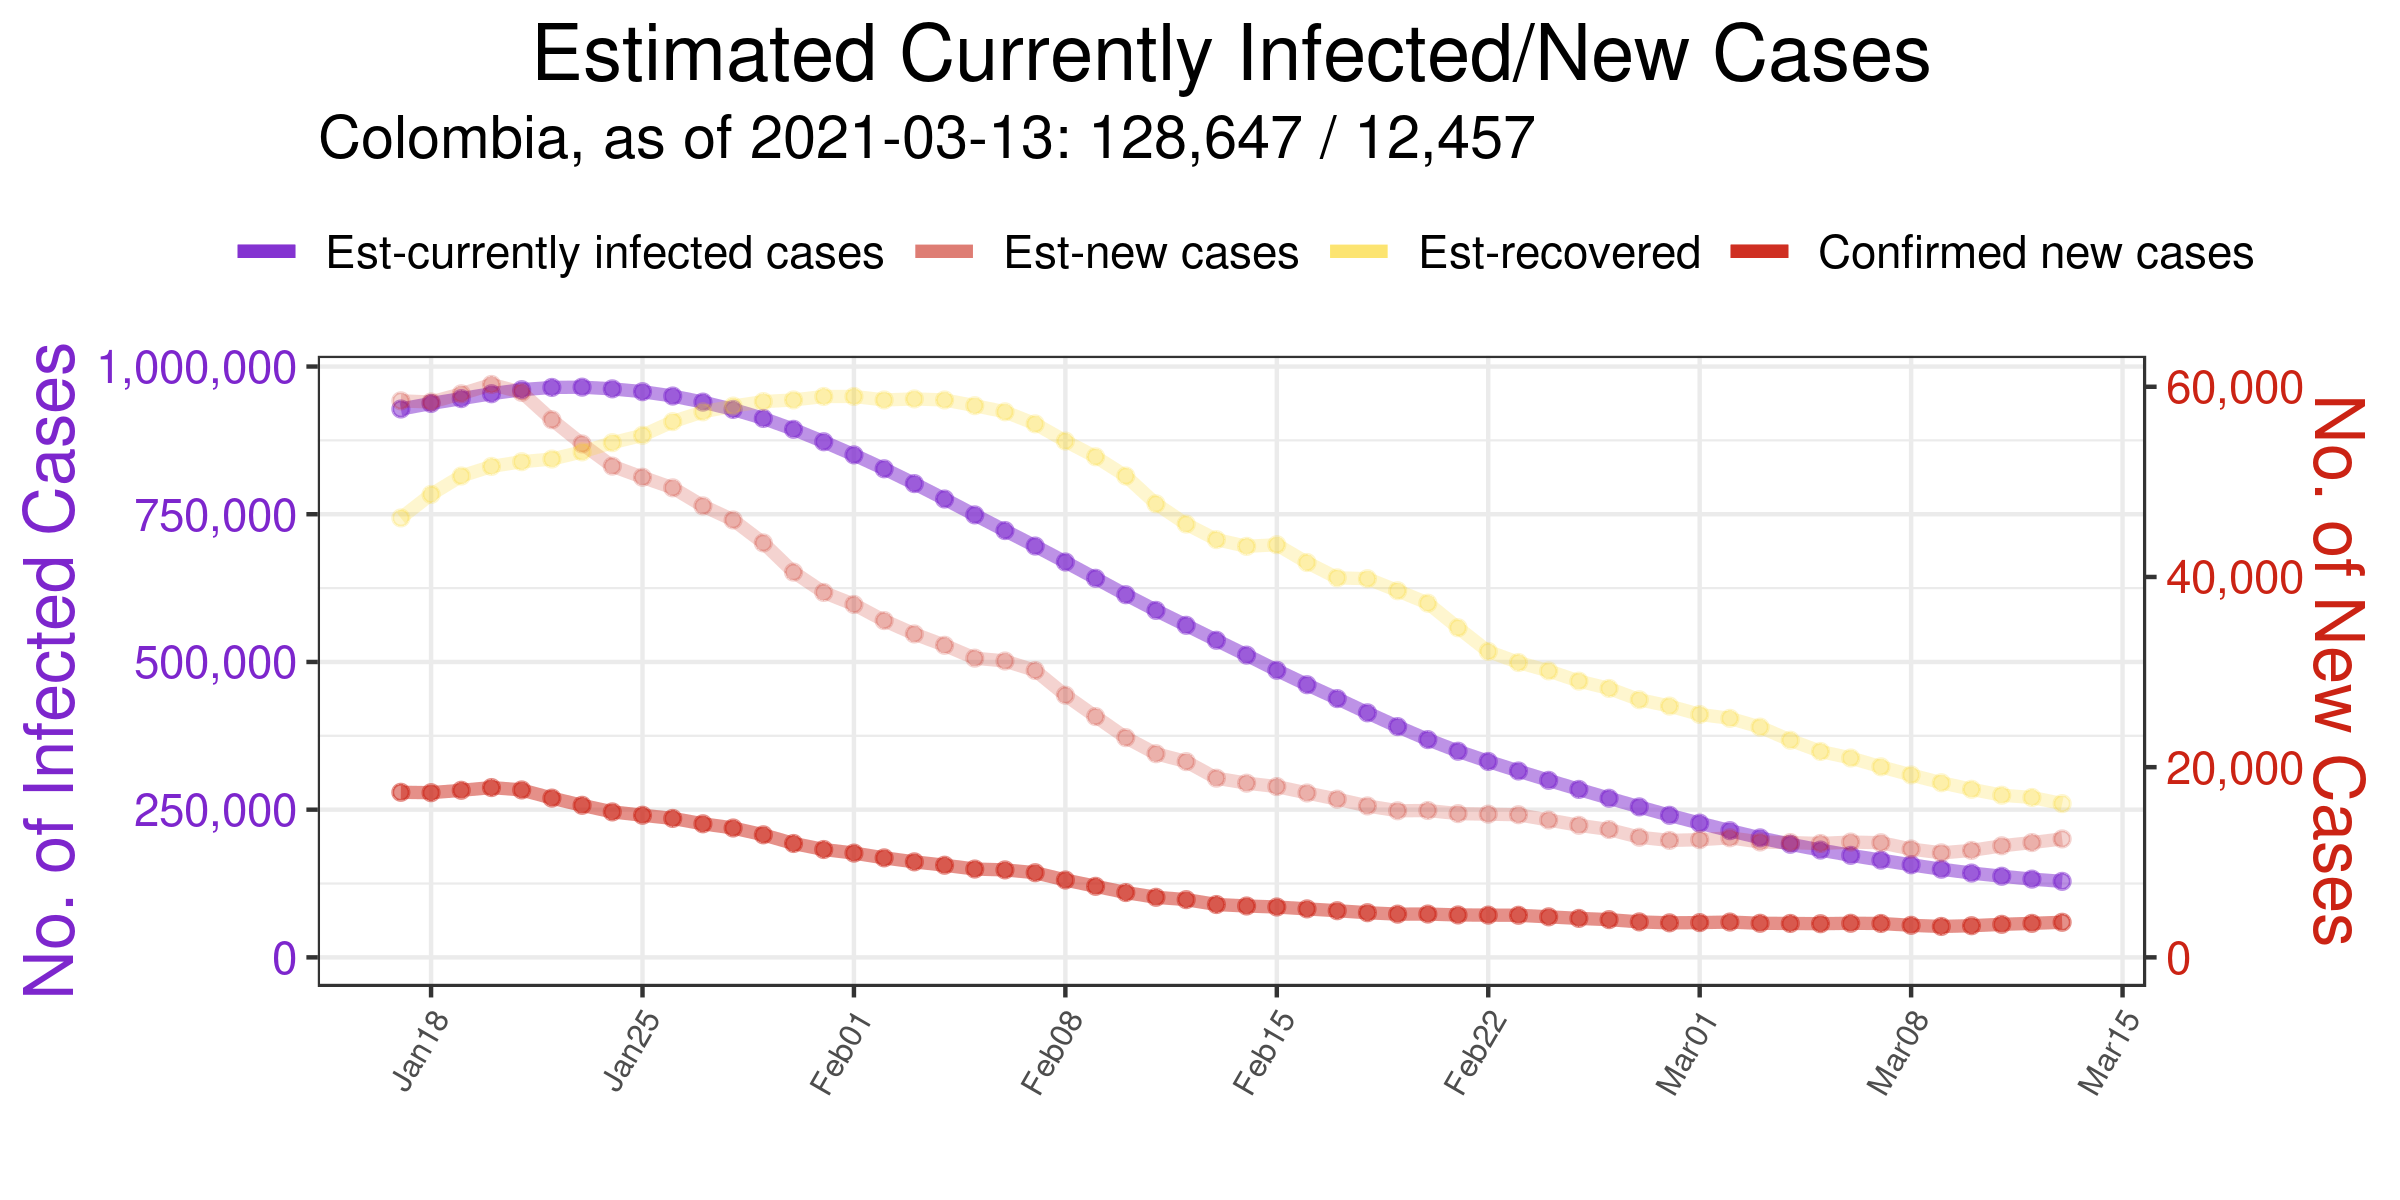 Estimated Currently Infected/New Cases
Colombia, as of 2021-03-13: 128,647 / 12,457
Est-currently infected cases Est-new cases Est-recovered Confirmed new cases
No. of Infected Cases
1,000,000
750,000
500,000
250,000
0
60,000
40,000
20,000
0
No. of New Cases
Jan18 Jan25 Feb01 Feb08 Feb15 Feb22 Mar01 Mar08 Mar15